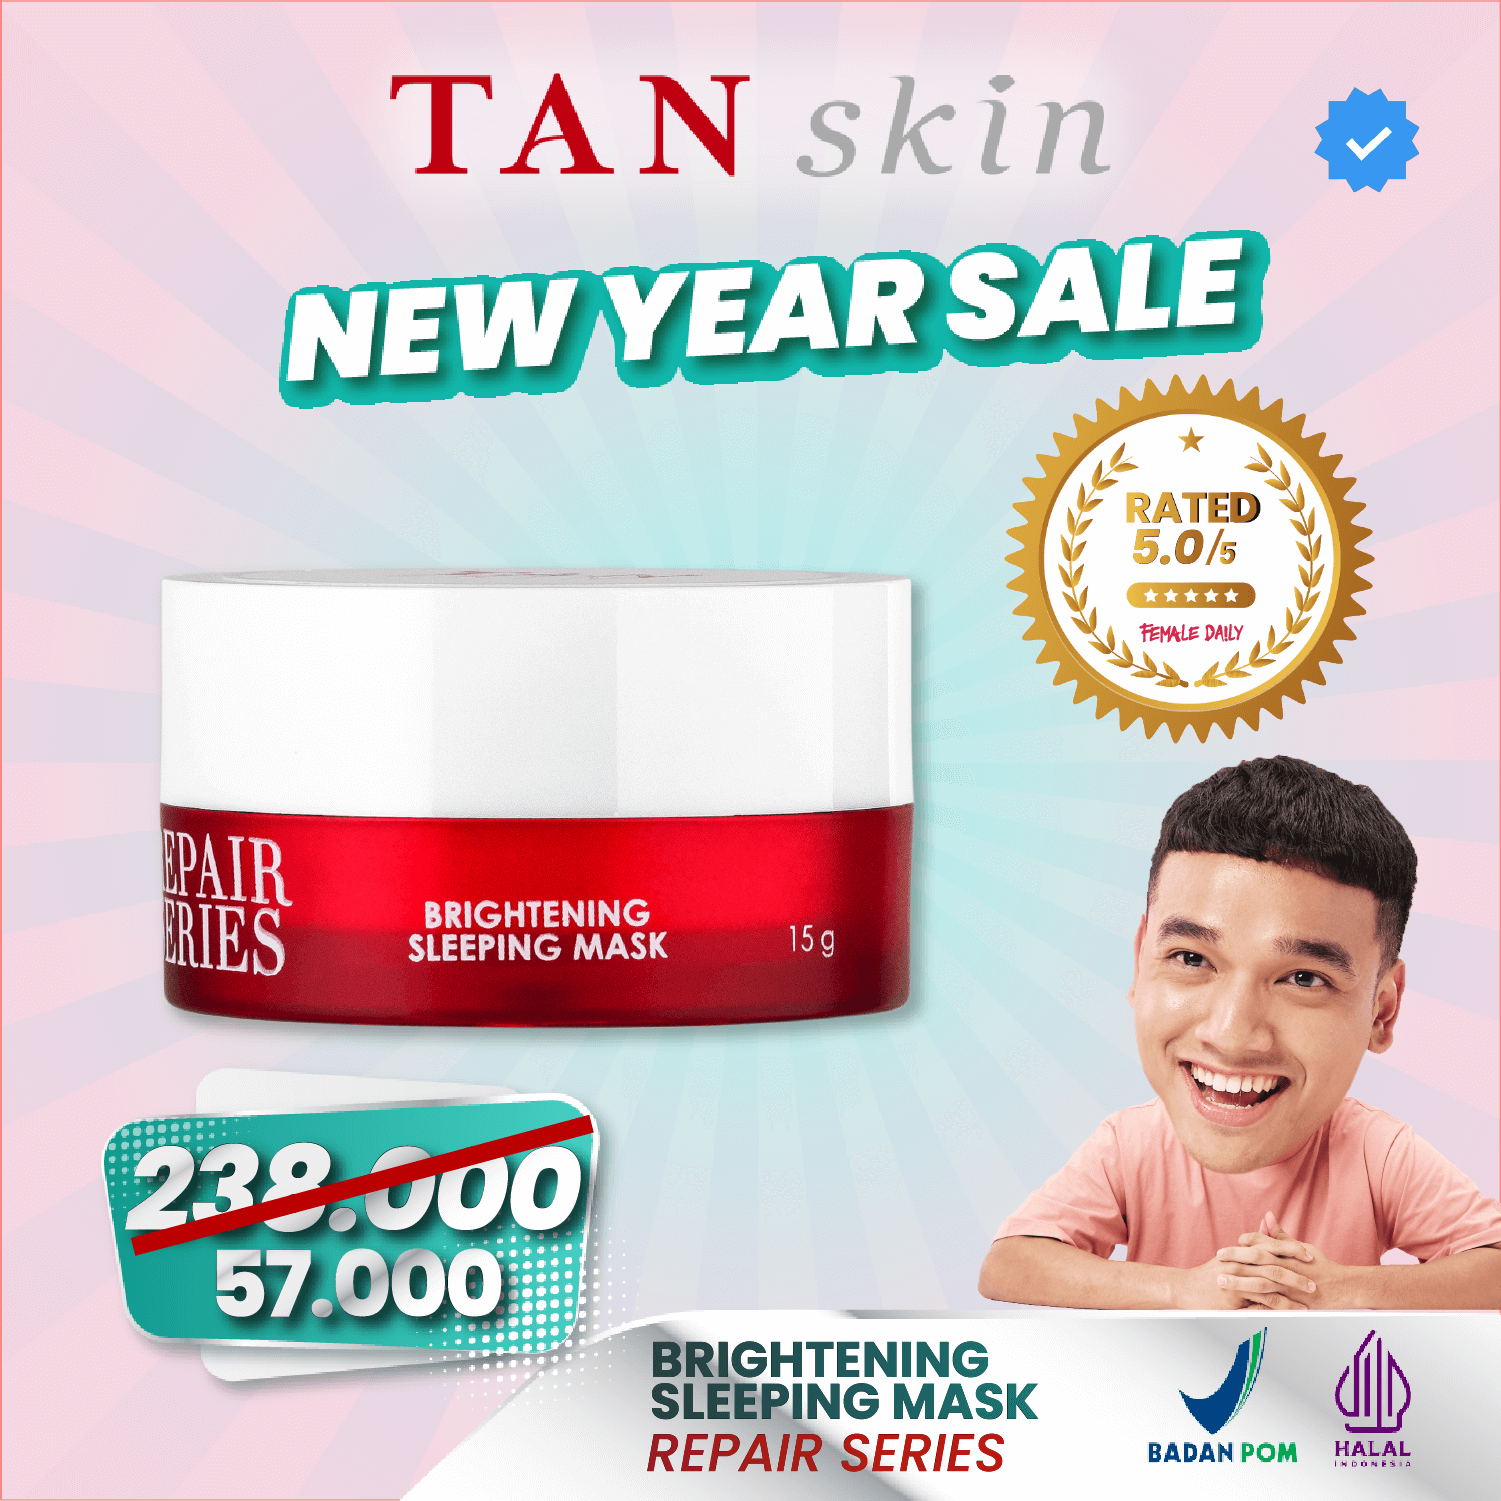 TAN skin
NEW YEAR SALE
RATED
5.0/5
FEMALE DAILY
EPAIR
ERIES
BRIGHTENING
SLEEPING MASK
15 g
238.000
57.000
BRIGHTENING
SLEEPING MASK
REPAIR SERIES
BADAN POM
HALAL
INDONESIA